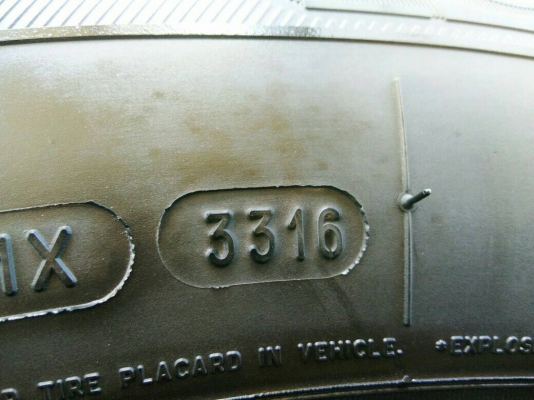 MX 3316
TIRE PLACARD IN VEHICLE. *EXPLOS